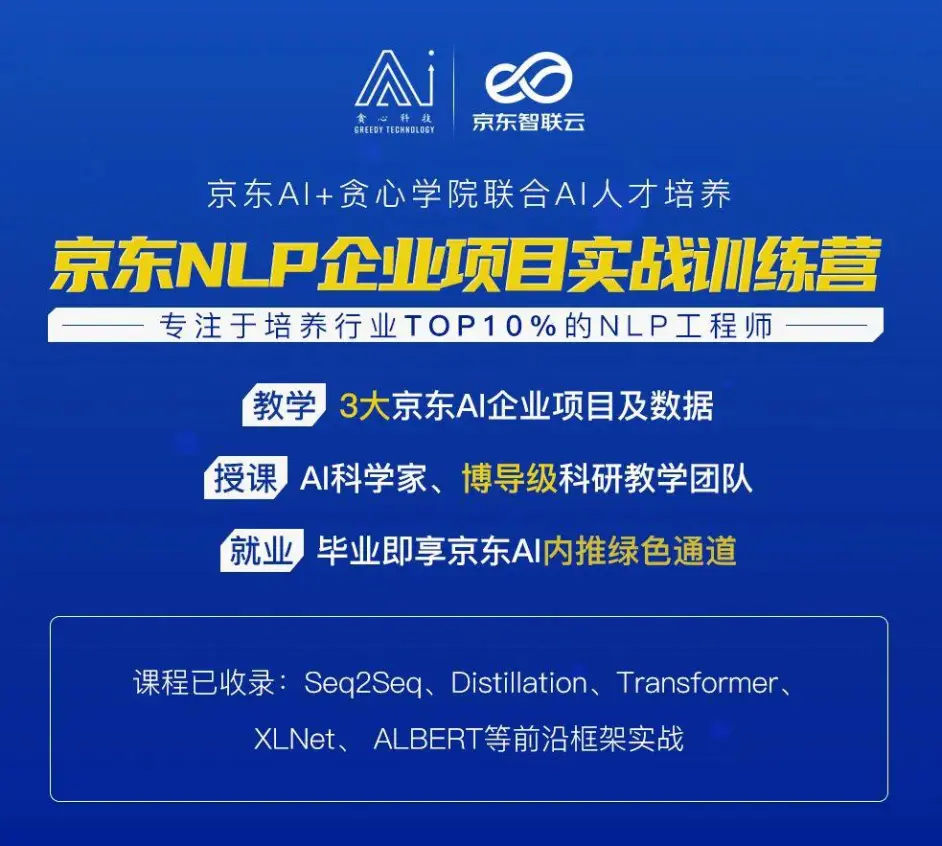 Ai
贪心科技
GREEDY TECHNOLOGY
京东智联云
京东AI+贪心学院联合AI人才培养
京东NLP企业项目实战训练营
专注于培养行业TOP10%的NLP工程师
教学 3大京东AI企业项目及数据
授课 AI科学家、博导级科研教学团队
就业 毕业即享京东AI内推绿色通道
课程已收录：Seq2Seq、Distillation、Transformer、
XLNet、 ALBERT等前沿框架实战